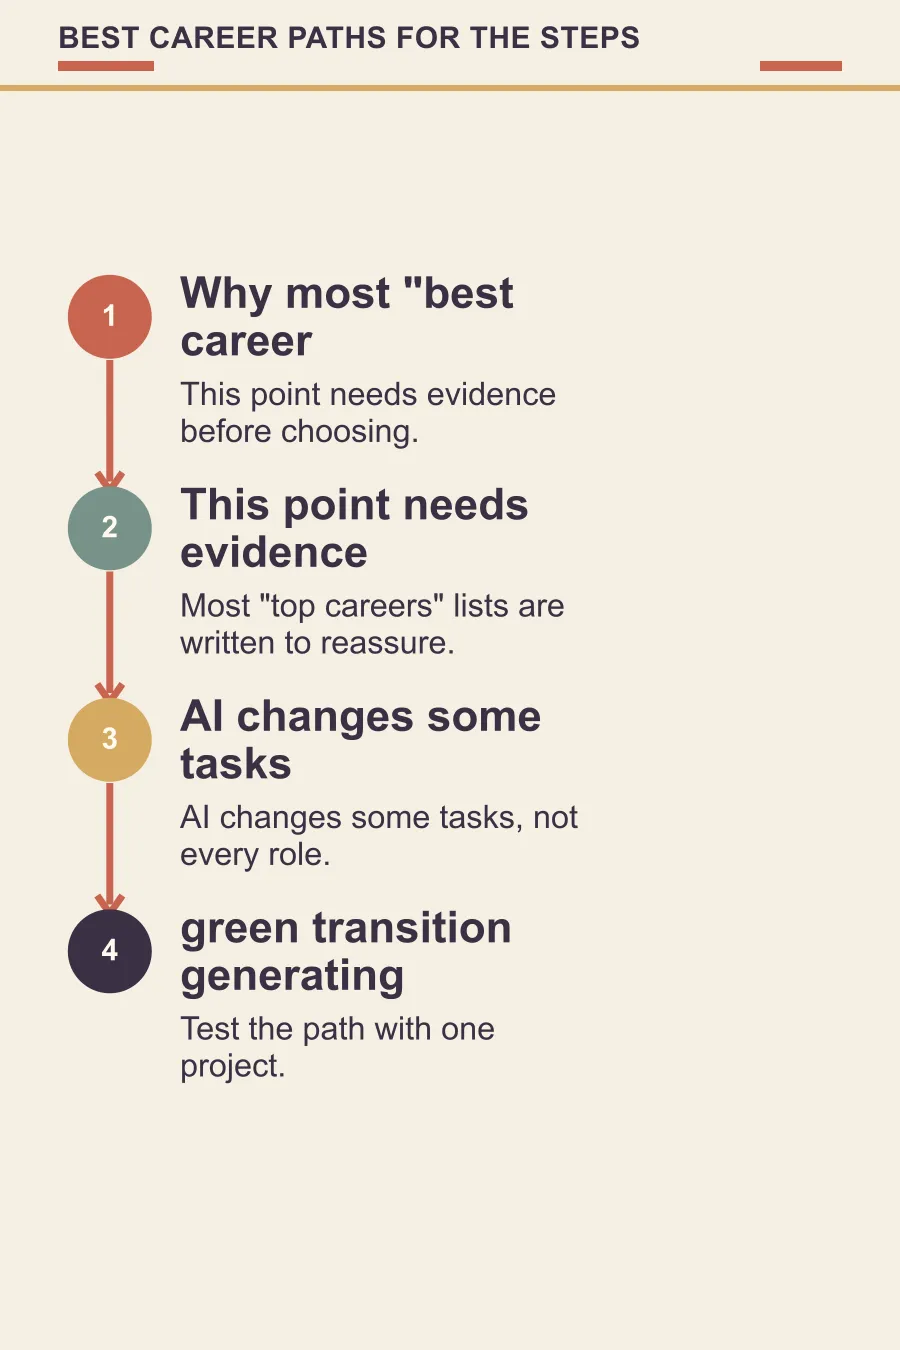 BEST CAREER PATHS FOR THE STEPS
1
Why most "best
career
This point needs evidence
before choosing.
2
This point needs
evidence
Most "top careers" lists are
written to reassure.
3
AI changes some
tasks
AI changes some tasks, not
every role.
4
green transition
generating
Test the path with one
project.